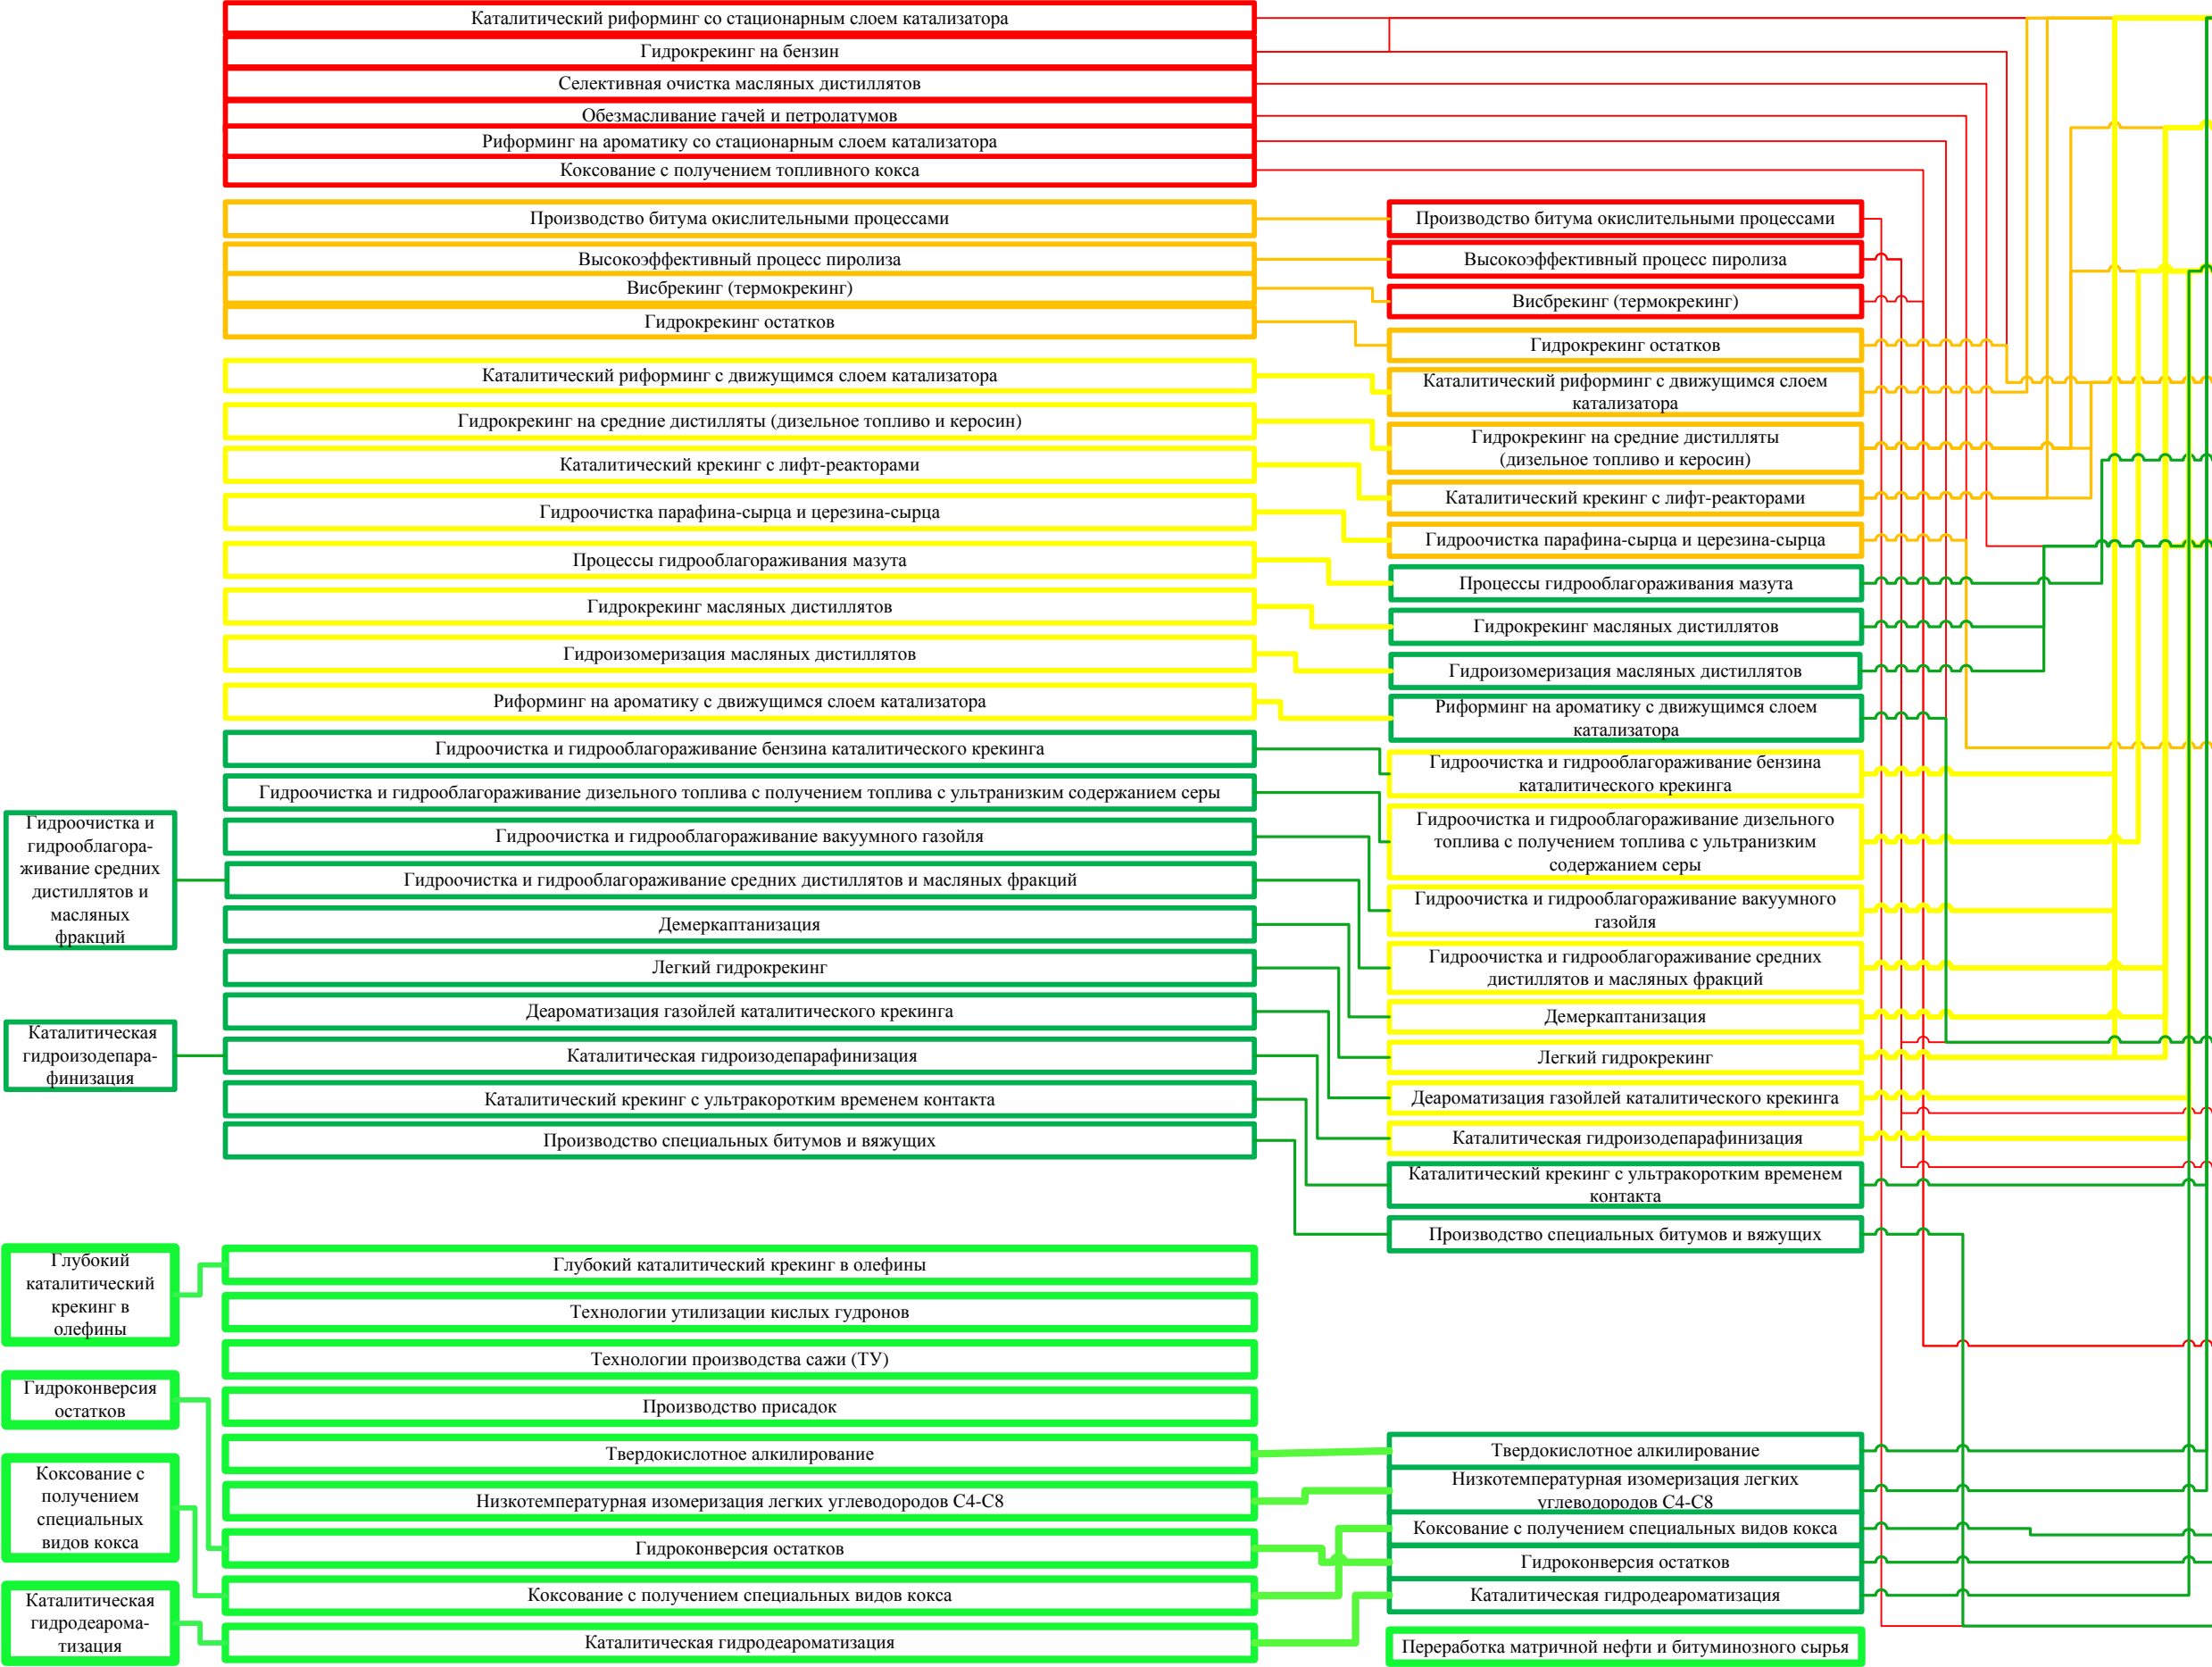 Каталитический риформинг со стационарным слоем катализатора
Гидрокрекинг на бензин
Селективная очистка масляных дистиллятов
Обезмасливание гачей и петролатумов
Риформинг на ароматику со стационарным слоем катализатора
Коксование с получением топливного кокса
Производство битума окислительными процессами
Высокоэффективный процесс пиролиза
Висбрекинг (термокрекинг)
Гидрокрекинг остатков
Каталитический риформинг с движущимся слоем катализатора
Гидрокрекинг на средние дистилляты (дизельное топливо и керосин)
Каталитический крекинг с лифт-реакторами
Гидроочистка парафина-сырца и церезина-сырца
Процессы гидрооблагораживания мазута
Гидрокрекинг масляных дистиллятов
Гидроизомеризация масляных дистиллятов
Риформинг на ароматику с движущимся слоем катализатора
Гидроочистка и гидрооблагораживание бензина каталитического крекинга
Гидроочистка и гидрооблагораживание дизельного топлива с получением топлива с ультранизким содержанием серы
Гидроочистка и гидрооблагораживание вакуумного газойля
Гидроочистка и гидрооблагораживание средних дистиллятов и масляных фракций
Демеркаптанизация
Легкий гидрокрекинг
Деароматизация газойлей каталитического крекинга
Каталитическая гидроизодепарафинизация
Каталитический крекинг с ультракоротким временем контакта
Производство специальных битумов и вяжущих
Глубокий каталитический крекинг в олефины
Технологии утилизации кислых гудронов
Технологии производства сажи (ТУ)
Производство присадок
Твердокислотное алкилирование
Низкотемпературная изомеризация легких углеводородов С4-С8
Гидроконверсия остатков
Коксование с получением специальных видов кокса
Каталитическая гидродеароматизация
Гидроочистка и
гидрооблагора-
живание средних
дистиллятов и
масляных
фракций
Каталитическая
гидроизодепара-
финизация
Глубокий
каталитический
крекинг в
олефины
Гидроконверсия
остатков
Коксование с
получением
специальных
видов кокса
Каталитическая
гидродеарома-
тизация
Производство битума окислительными процессами
Высокоэффективный процесс пиролиза
Висбрекинг (термокрекинг)
Гидрокрекинг остатков
Каталитический риформинг с движущимся слоем
катализатора
Гидрокрекинг на средние дистилляты
(дизельное топливо и керосин)
Каталитический крекинг с лифт-реакторами
Гидроочистка парафина-сырца и церезина-сырца
Процессы гидрооблагораживания мазута
Гидрокрекинг масляных дистиллятов
Гидроизомеризация масляных дистиллятов
Риформинг на ароматику с движущимся слоем
катализатора
Гидроочистка и гидрооблагораживание бензина
каталитического крекинга
Гидроочистка и гидрооблагораживание дизельного
топлива с получением топлива с ультранизким
содержанием серы
Гидроочистка и гидрооблагораживание вакуумного
газойля
Гидроочистка и гидрооблагораживание средних
дистиллятов и масляных фракций
Демеркаптанизация
Легкий гидрокрекинг
Деароматизация газойлей каталитического крекинга
Каталитическая гидроизодепарафинизация
Каталитический крекинг с ультракоротким временем
контакта
Производство специальных битумов и вяжущих
Твердокислотное алкилирование
Низкотемпературная изомеризация легких
углеводородов С4-С8
Коксование с получением специальных видов кокса
Гидроконверсия остатков
Каталитическая гидродеароматизация
Переработка матричной нефти и битуминозного сырья